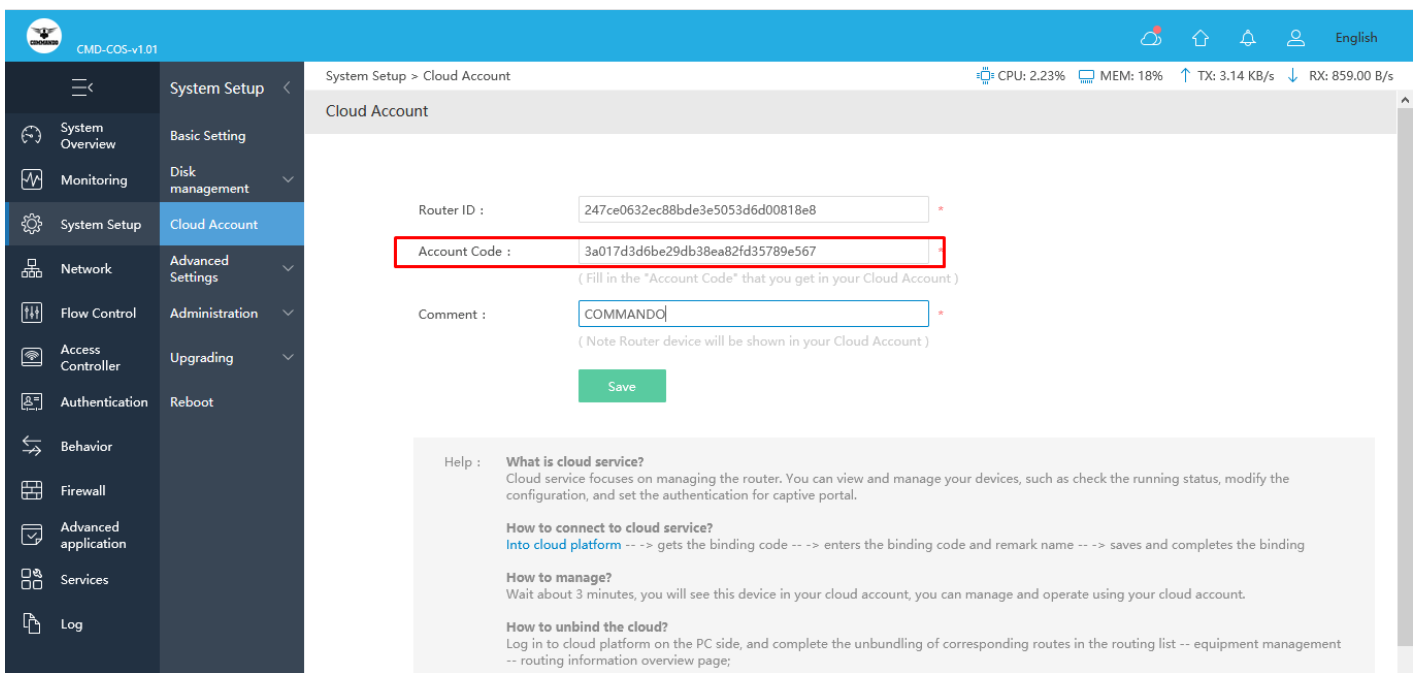 COMMANDO
CMD-COS-v1.01
English
System Setup
System Setup > Cloud Account
CPU: 2.23%
MEM: 18%
TX: 3.14 KB/s
RX: 859.00 B/s
Cloud Account
System
Overview
Monitoring
System Setup
Network
Flow Control
Access
Controller
Authentication
Behavior
Firewall
Advanced
application
Services
Log
Basic Setting
Disk
management
Cloud Account
Advanced
Settings
Administration
Upgrading
Reboot
Router ID : 247ce0632ec88bde3e5053d6d00818e8 *
Account Code : 3a017d3d6be29db38ea82fd35789e567 *
( Fill in the "Account Code" that you get in your Cloud Account )
Comment : COMMANDO *
( Note Router device will be shown in your Cloud Account )
Save
Help : What is cloud service?
Cloud service focuses on managing the router. You can view and manage your devices, such as check the running status, modify the
configuration, and set the authentication for captive portal.
How to connect to cloud service?
Into cloud platform -- -> gets the binding code -- -> enters the binding code and remark name -- -> saves and completes the binding
How to manage?
Wait about 3 minutes, you will see this device in your cloud account, you can manage and operate using your cloud account.
How to unbind the cloud?
Log in to cloud platform on the PC side, and complete the unbundling of corresponding routes in the routing list -- equipment management
-- routing information overview page;